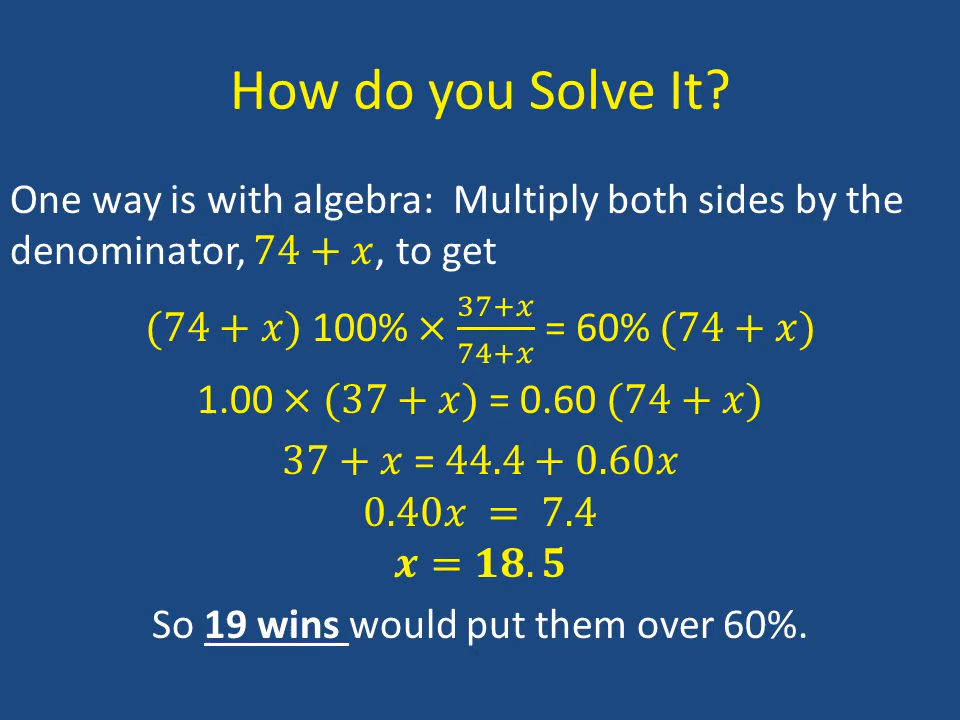 How do you Solve It?
One way is with algebra:  Multiply both sides by the
denominator, 74 + 𝑥, to get
(74 + 𝑥) 100% × \frac{37+𝑥}{74+𝑥} = 60% (74 + 𝑥)
1.00 × (37 + 𝑥) = 0.60 (74 + 𝑥)
37 + 𝑥 = 44.4 + 0.60𝑥
0.40𝑥 = 7.4
𝒙 = 𝟏𝟖. 𝟓
So 19 wins would put them over 60%.